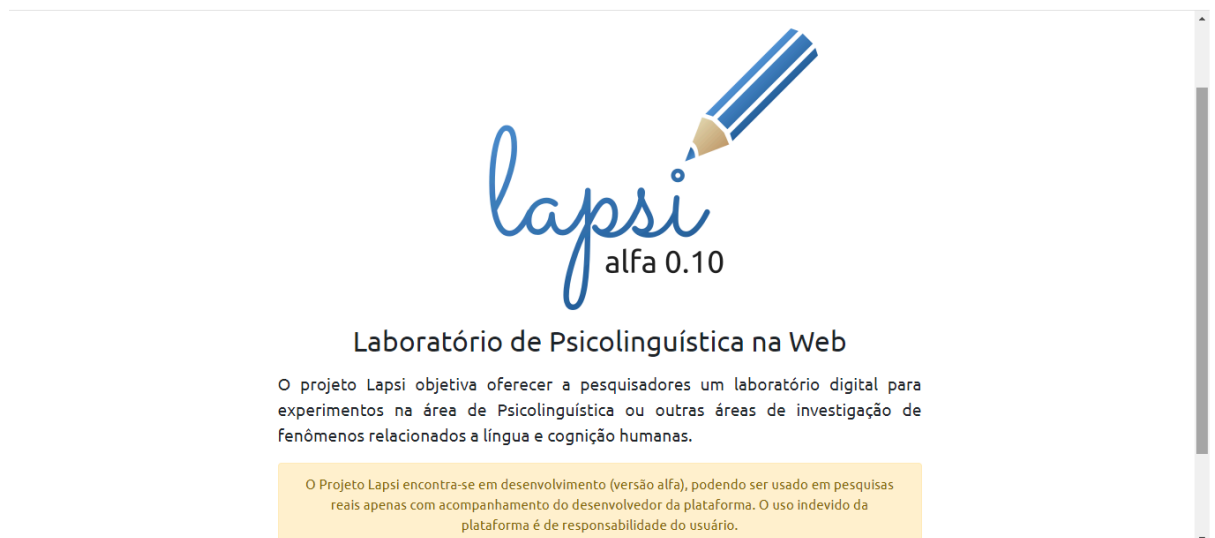 lapsi
alfa 0.10
Laboratório de Psicolinguística na Web
O projeto Lapsi objetiva oferecer a pesquisadores um laboratório digital para
experimentos na área de Psicolinguística ou outras áreas de investigação de
fenômenos relacionados a língua e cognição humanas.
O Projeto Lapsi encontra-se em desenvolvimento (versão alfa), podendo ser usado em pesquisas
reais apenas com acompanhamento do desenvolvedor da plataforma. O uso indevido da
plataforma é de responsabilidade do usuário.